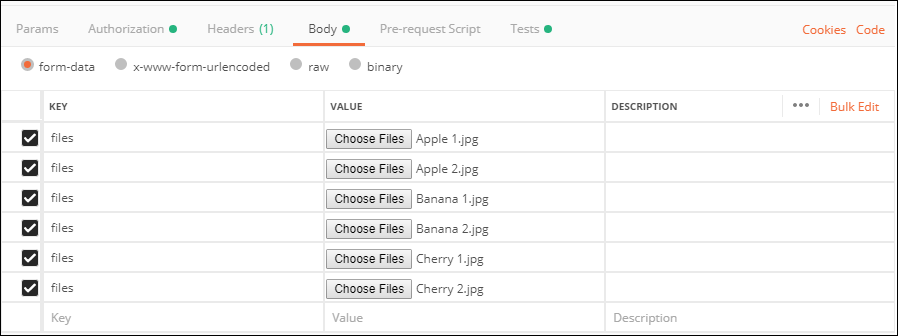 Params Authorization Headers (1) Body Pre-request Script Tests Cookies Code
form-data x-www-form-urlencoded raw binary
KEY VALUE DESCRIPTION ••• Bulk Edit
files Choose Files Apple 1.jpg
files Choose Files Apple 2.jpg
files Choose Files Banana 1.jpg
files Choose Files Banana 2.jpg
files Choose Files Cherry 1.jpg
files Choose Files Cherry 2.jpg
Key Value Description